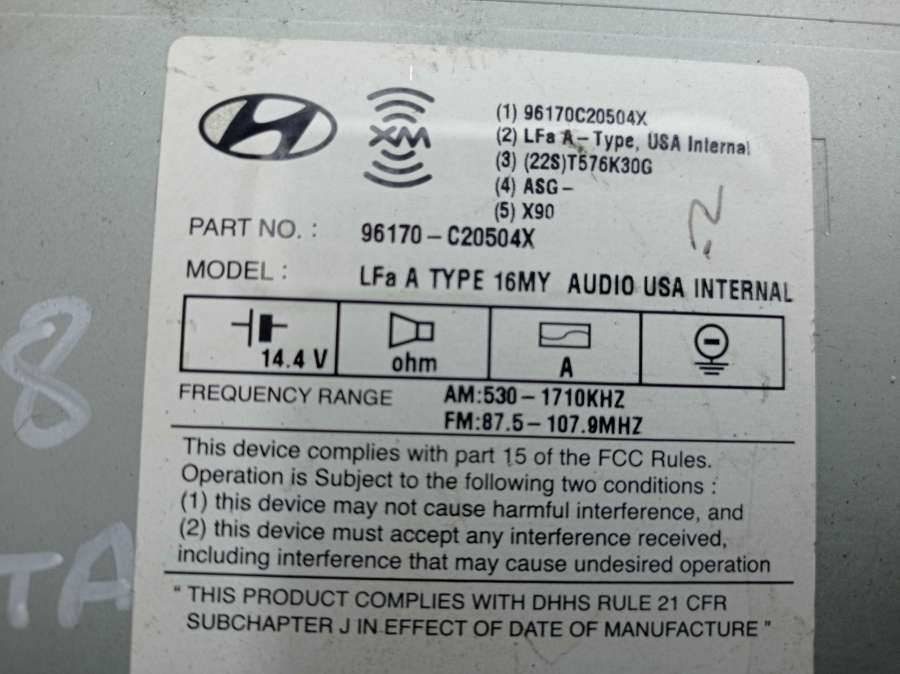 XM
(1) 96170C20504X
(2) LFa A-Type, USA Internal
(3) (22S)T576K30G
(4) ASG-
(5) X90
PART NO. : 96170-C20504X
MODEL : LFa A TYPE 16MY AUDIO USA INTERNAL
14.4 V ohm A
FREQUENCY RANGE AM:530-1710KHZ
FM:87.5-107.9MHZ
This device complies with part 15 of the FCC Rules.
Operation is Subject to the following two conditions :
(1) this device may not cause harmful interference, and
(2) this device must accept any interference received,
including interference that may cause undesired operation
" THIS PRODUCT COMPLIES WITH DHHS RULE 21 CFR
SUBCHAPTER J IN EFFECT OF DATE OF MANUFACTURE "
8
TA